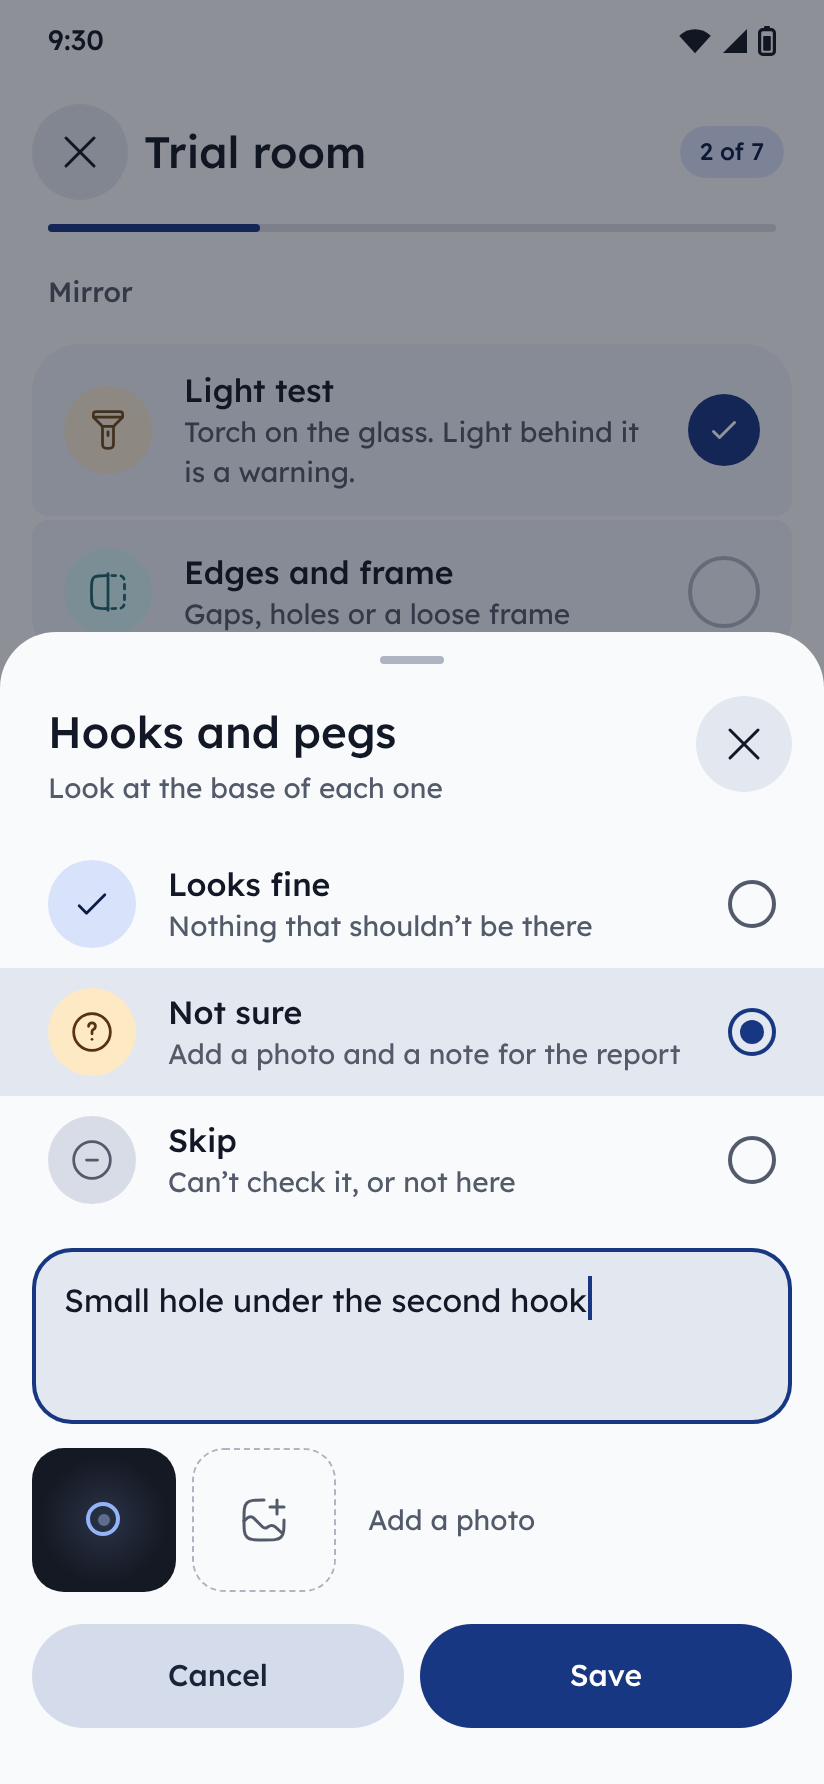 9:30
Trial room
2 of 7
Mirror
Light test
Torch on the glass. Light behind it
is a warning.
Edges and frame
Gaps, holes or a loose frame
Hooks and pegs
Look at the base of each one
Looks fine
Nothing that shouldn’t be there
Not sure
Add a photo and a note for the report
Skip
Can’t check it, or not here
Small hole under the second hook
Add a photo
Cancel
Save